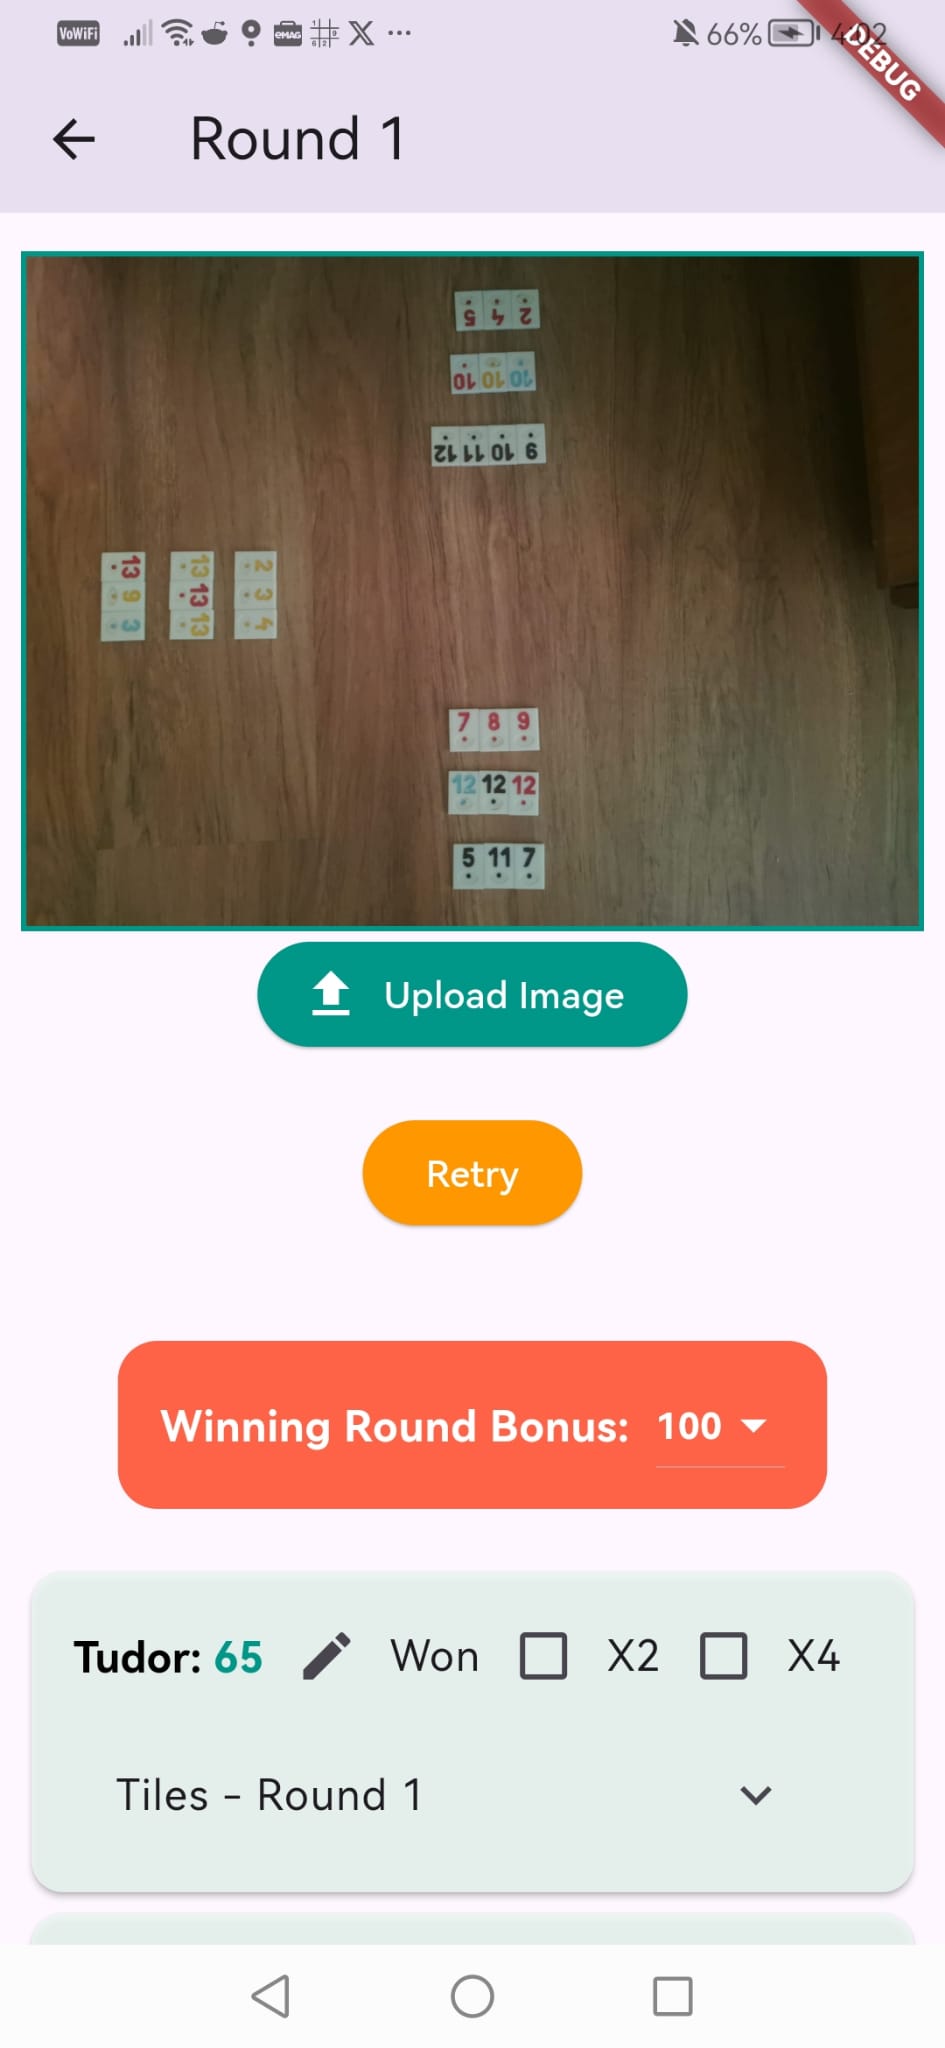 VoWiFi 66% 4:02
DEBUG
Round 1
2 4 5
10 10 10
9 10 11 12
13 9 3
13 13 13
2 3 4
7 8 9
12 12 12
5 11 7
Upload Image
Retry
Winning Round Bonus: 100
Tudor: 65 Won X2 X4
Tiles - Round 1